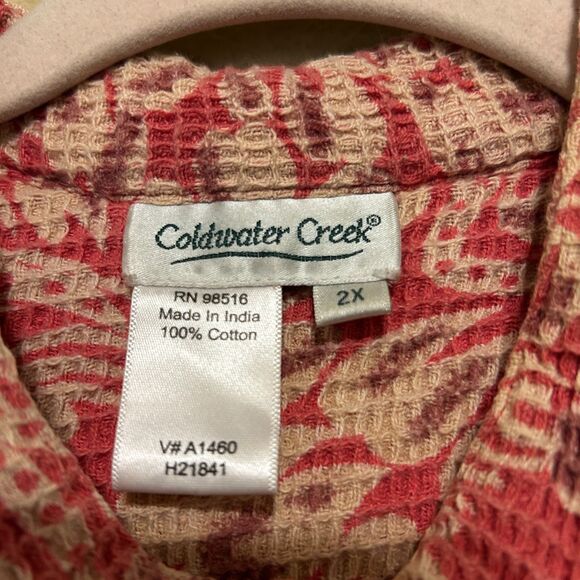 Coldwater Creek®
2X
RN 98516
Made in India
100% Cotton
V# A1460
H21841